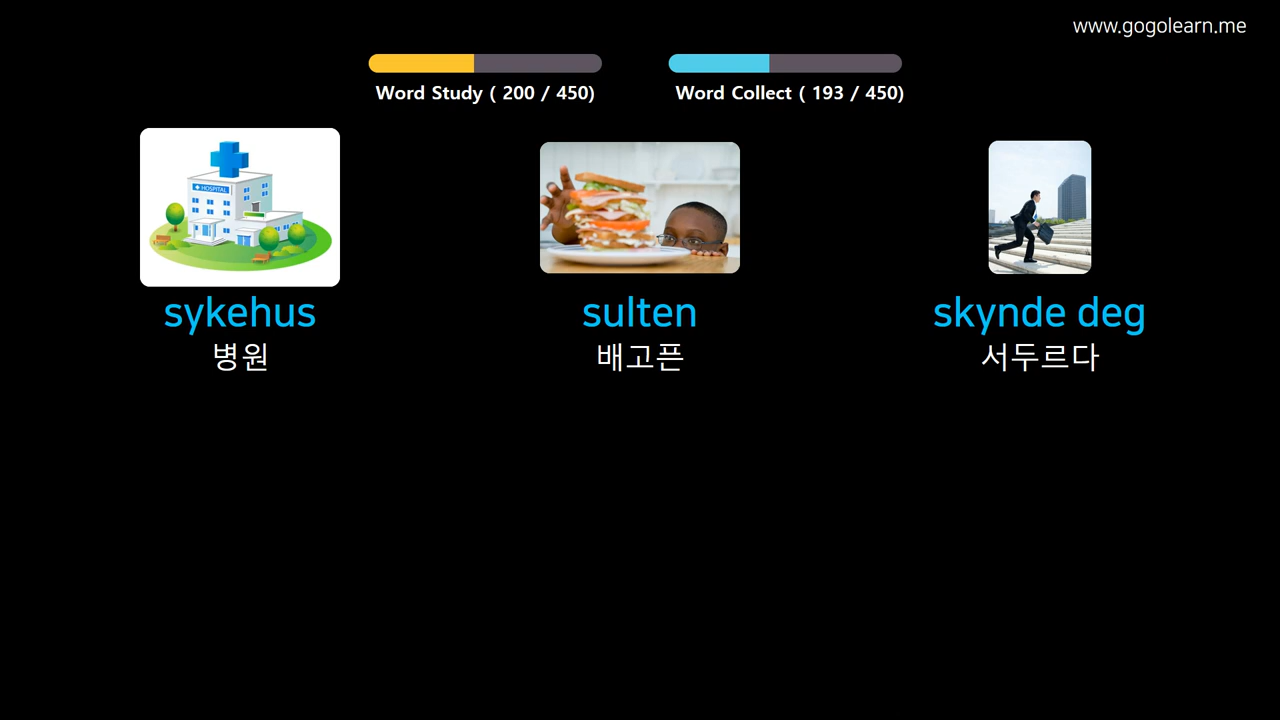 www.gogolearn.me
Word Study ( 200 / 450)
Word Collect ( 193 / 450)
HOSPITAL
sykehus
sulten
skynde deg
병원
배고픈
서두르다